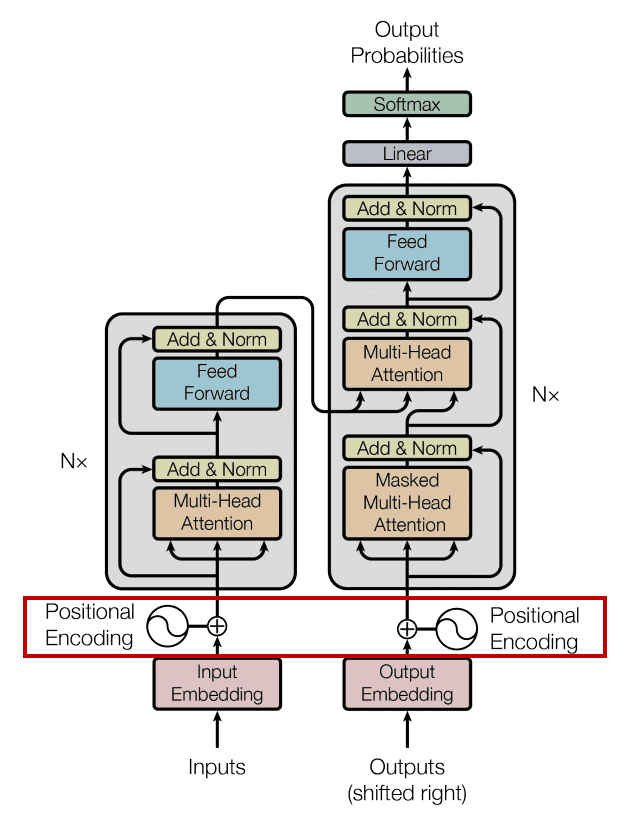 Output
Probabilities
Softmax
Linear
Add & Norm
Feed
Forward
Add & Norm
Multi-Head
Attention
Add & Norm
Masked
Multi-Head
Attention
N×
Add & Norm
Feed
Forward
Add & Norm
Multi-Head
Attention
N×
Positional
Encoding
Positional
Encoding
Input
Embedding
Output
Embedding
Inputs
Outputs
(shifted right)